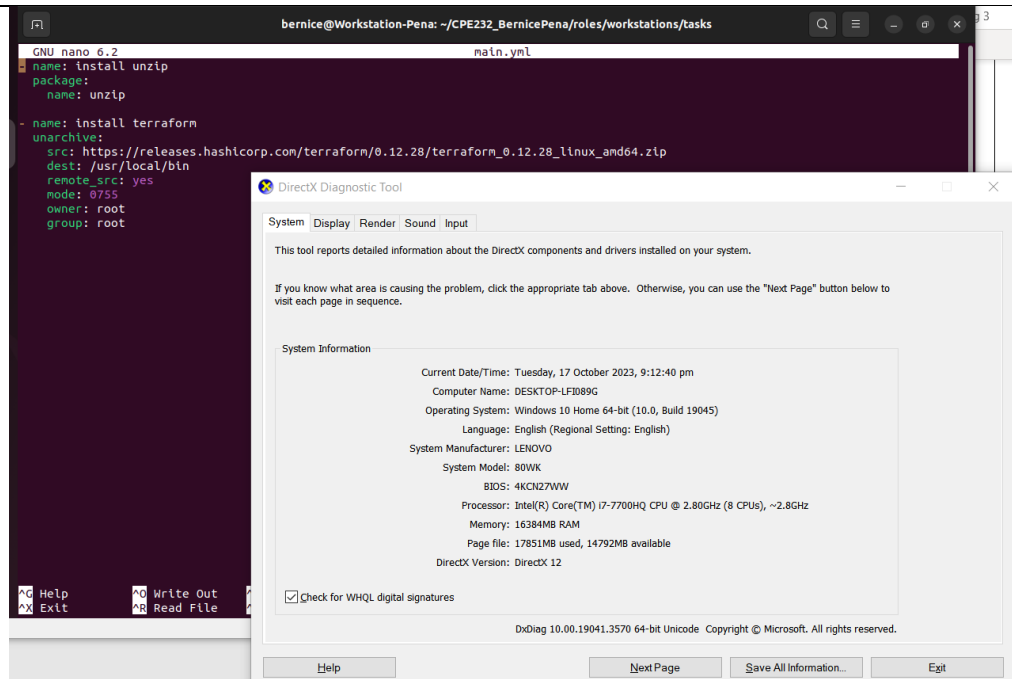 g 3
bernice@Workstation-Pena: ~/CPE232_BernicePena/roles/workstations/tasks
GNU nano 6.2 main.yml
- name: install unzip
  package:
    name: unzip

- name: install terraform
  unarchive:
    src: https://releases.hashicorp.com/terraform/0.12.28/terraform_0.12.28_linux_amd64.zip
    dest: /usr/local/bin
    remote_src: yes
    mode: 0755
    owner: root
    group: root
^G Help ^O Write Out
^X Exit ^R Read File
DirectX Diagnostic Tool
System Display Render Sound Input
This tool reports detailed information about the DirectX components and drivers installed on your system.
If you know what area is causing the problem, click the appropriate tab above. Otherwise, you can use the "Next Page" button below to
visit each page in sequence.
System Information
Current Date/Time: Tuesday, 17 October 2023, 9:12:40 pm
Computer Name: DESKTOP-LFI089G
Operating System: Windows 10 Home 64-bit (10.0, Build 19045)
Language: English (Regional Setting: English)
System Manufacturer: LENOVO
System Model: 80WK
BIOS: 4KCN27WW
Processor: Intel(R) Core(TM) i7-7700HQ CPU @ 2.80GHz (8 CPUs), ~2.8GHz
Memory: 16384MB RAM
Page file: 17851MB used, 14792MB available
DirectX Version: DirectX 12
Check for WHQL digital signatures
DxDiag 10.00.19041.3570 64-bit Unicode Copyright © Microsoft. All rights reserved.
Help Next Page Save All Information... Exit